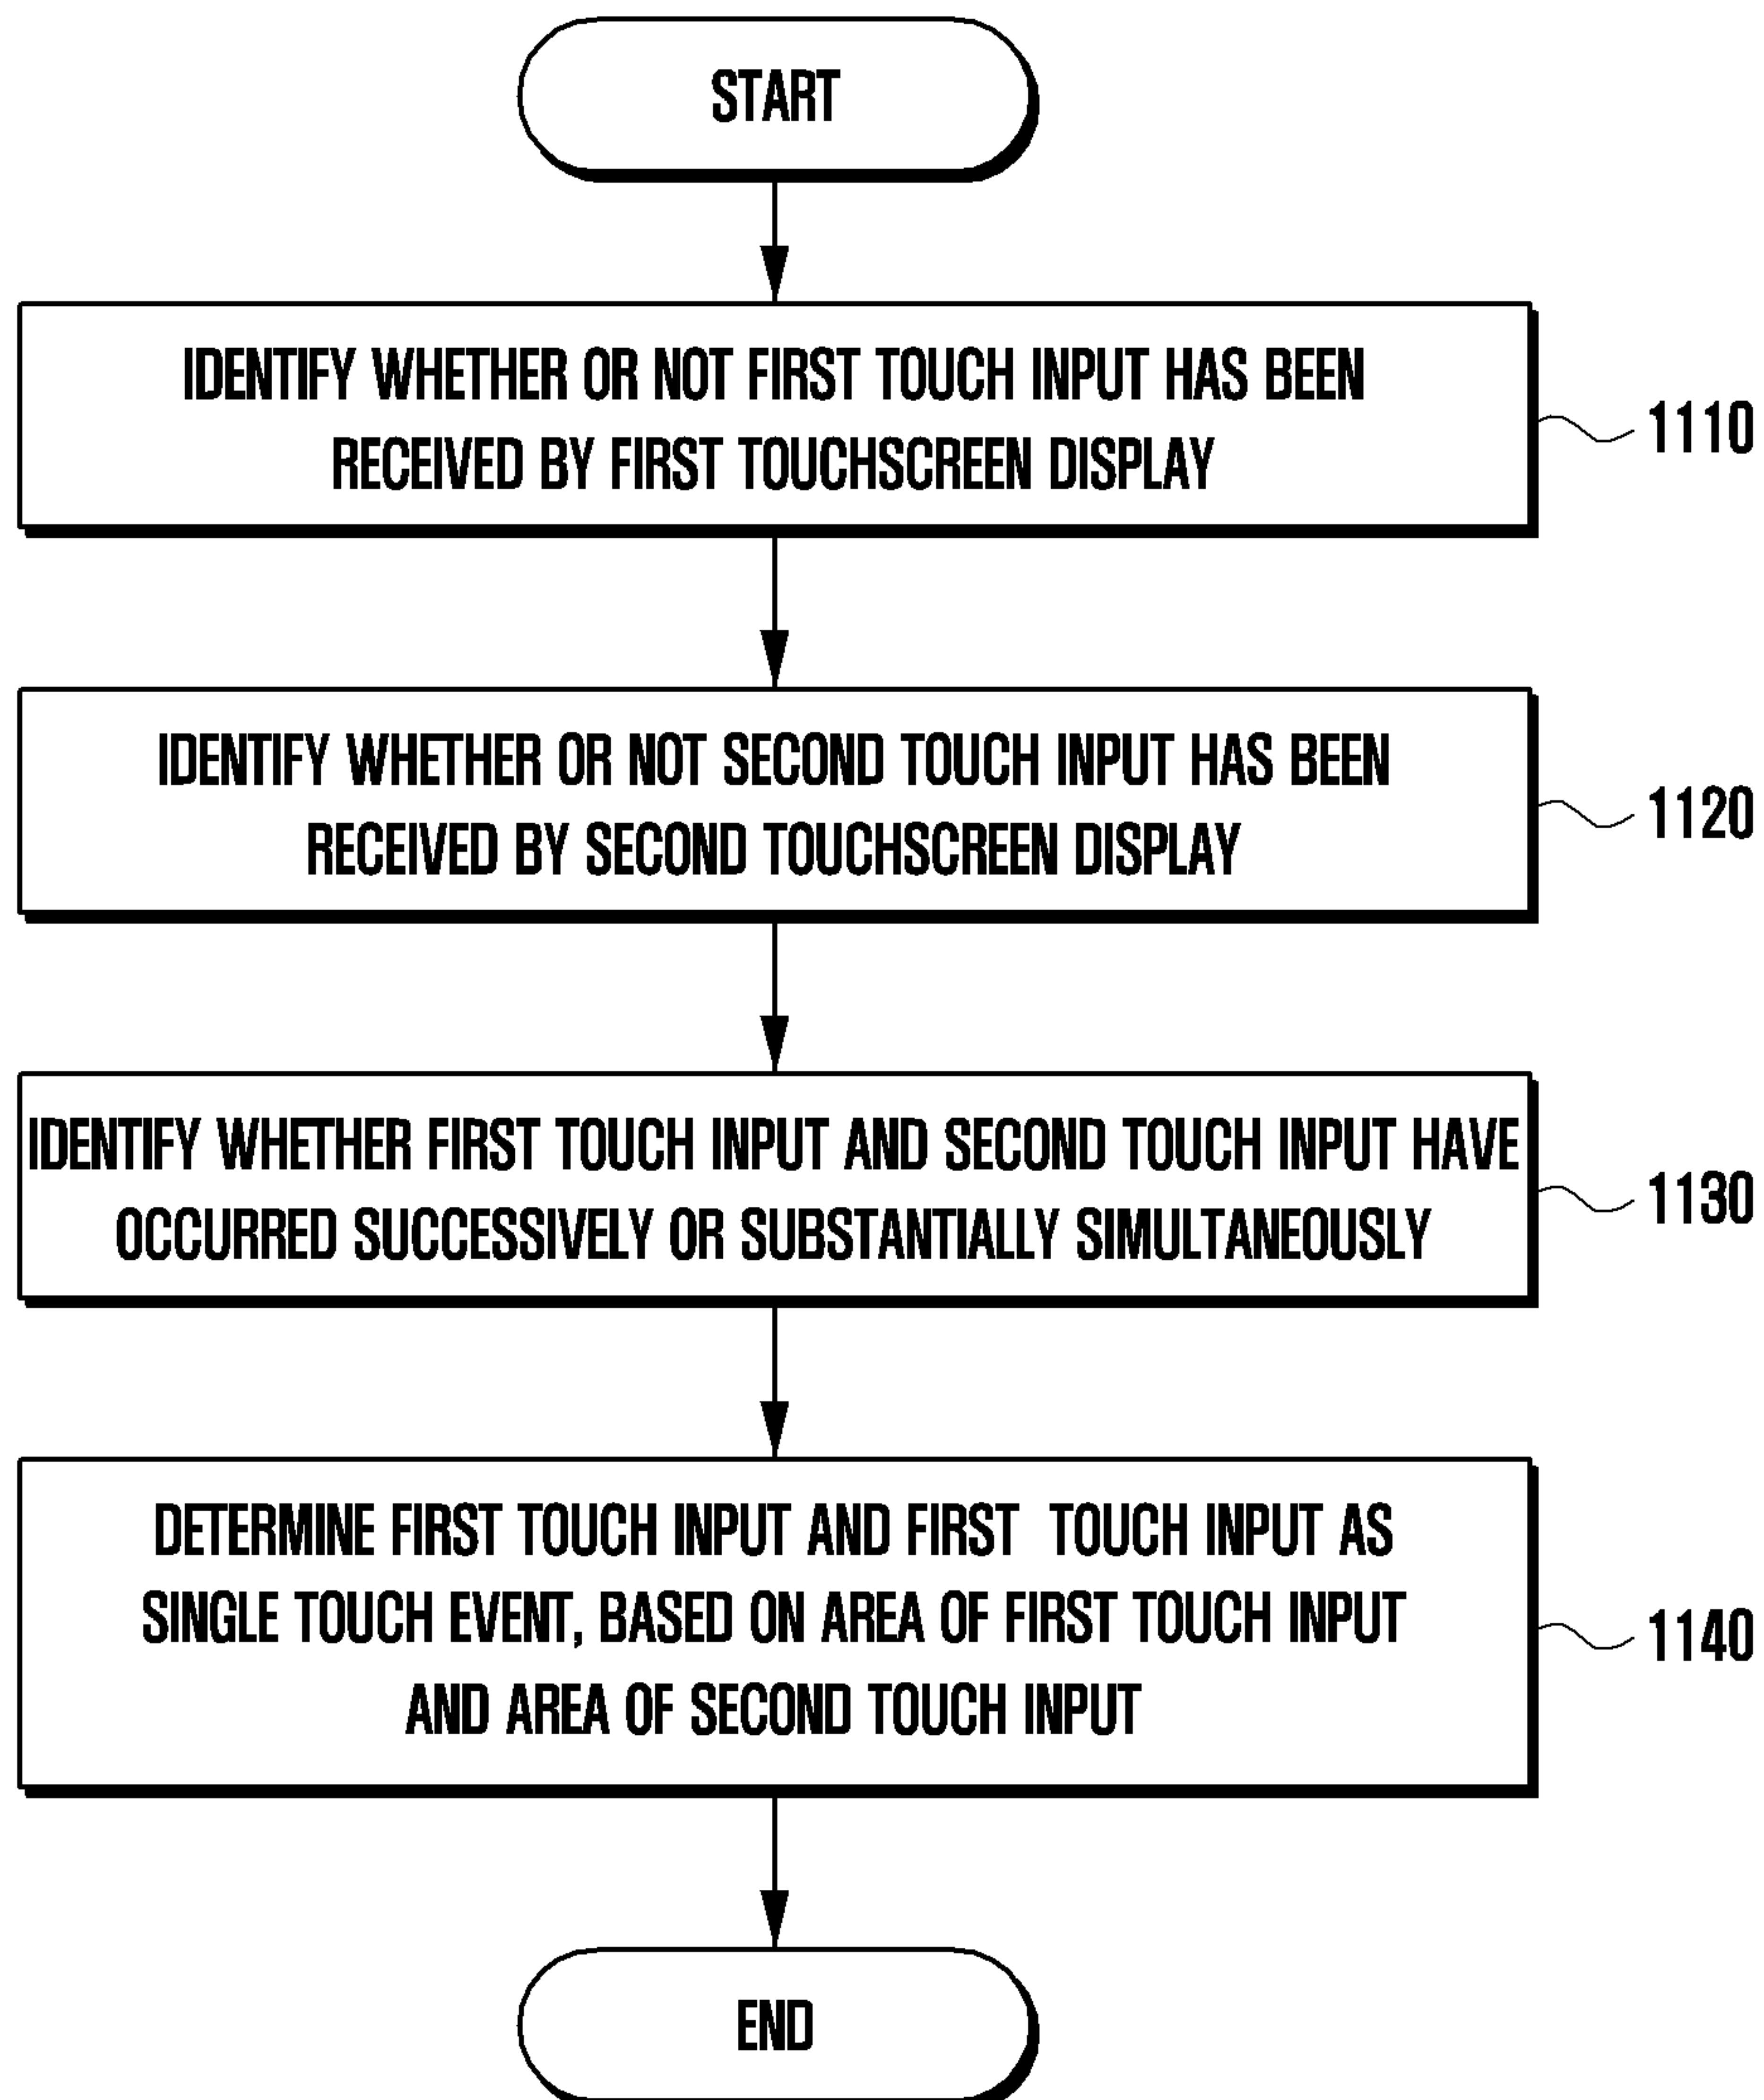 START
IDENTIFY WHETHER OR NOT FIRST TOUCH INPUT HAS BEEN
RECEIVED BY FIRST TOUCHSCREEN DISPLAY
1110
IDENTIFY WHETHER OR NOT SECOND TOUCH INPUT HAS BEEN
RECEIVED BY SECOND TOUCHSCREEN DISPLAY
1120
IDENTIFY WHETHER FIRST TOUCH INPUT AND SECOND TOUCH INPUT HAVE
OCCURRED SUCCESSIVELY OR SUBSTANTIALLY SIMULTANEOUSLY
1130
DETERMINE FIRST TOUCH INPUT AND FIRST TOUCH INPUT AS
SINGLE TOUCH EVENT, BASED ON AREA OF FIRST TOUCH INPUT
AND AREA OF SECOND TOUCH INPUT
1140
END